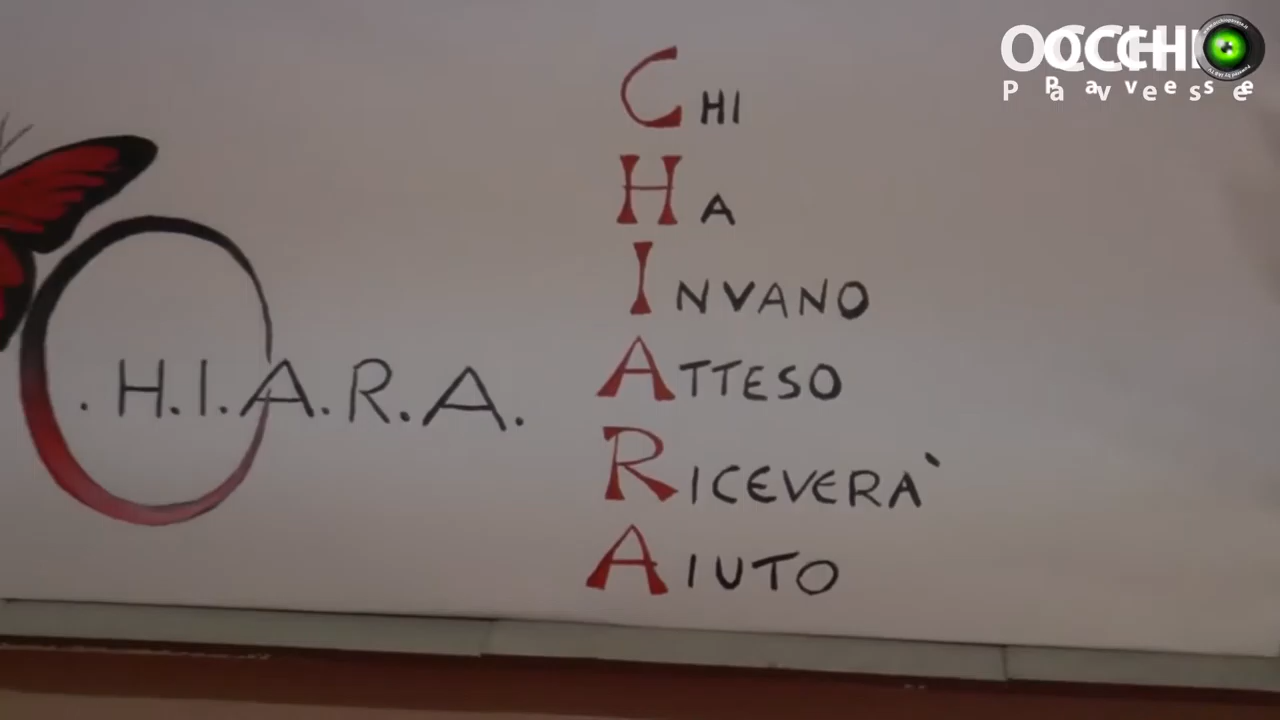 OCCHIO
Pavese
CHI
HA
INVANO
ATTESO
.H.I.A.R.A.
RICEVERÀ
AIUTO